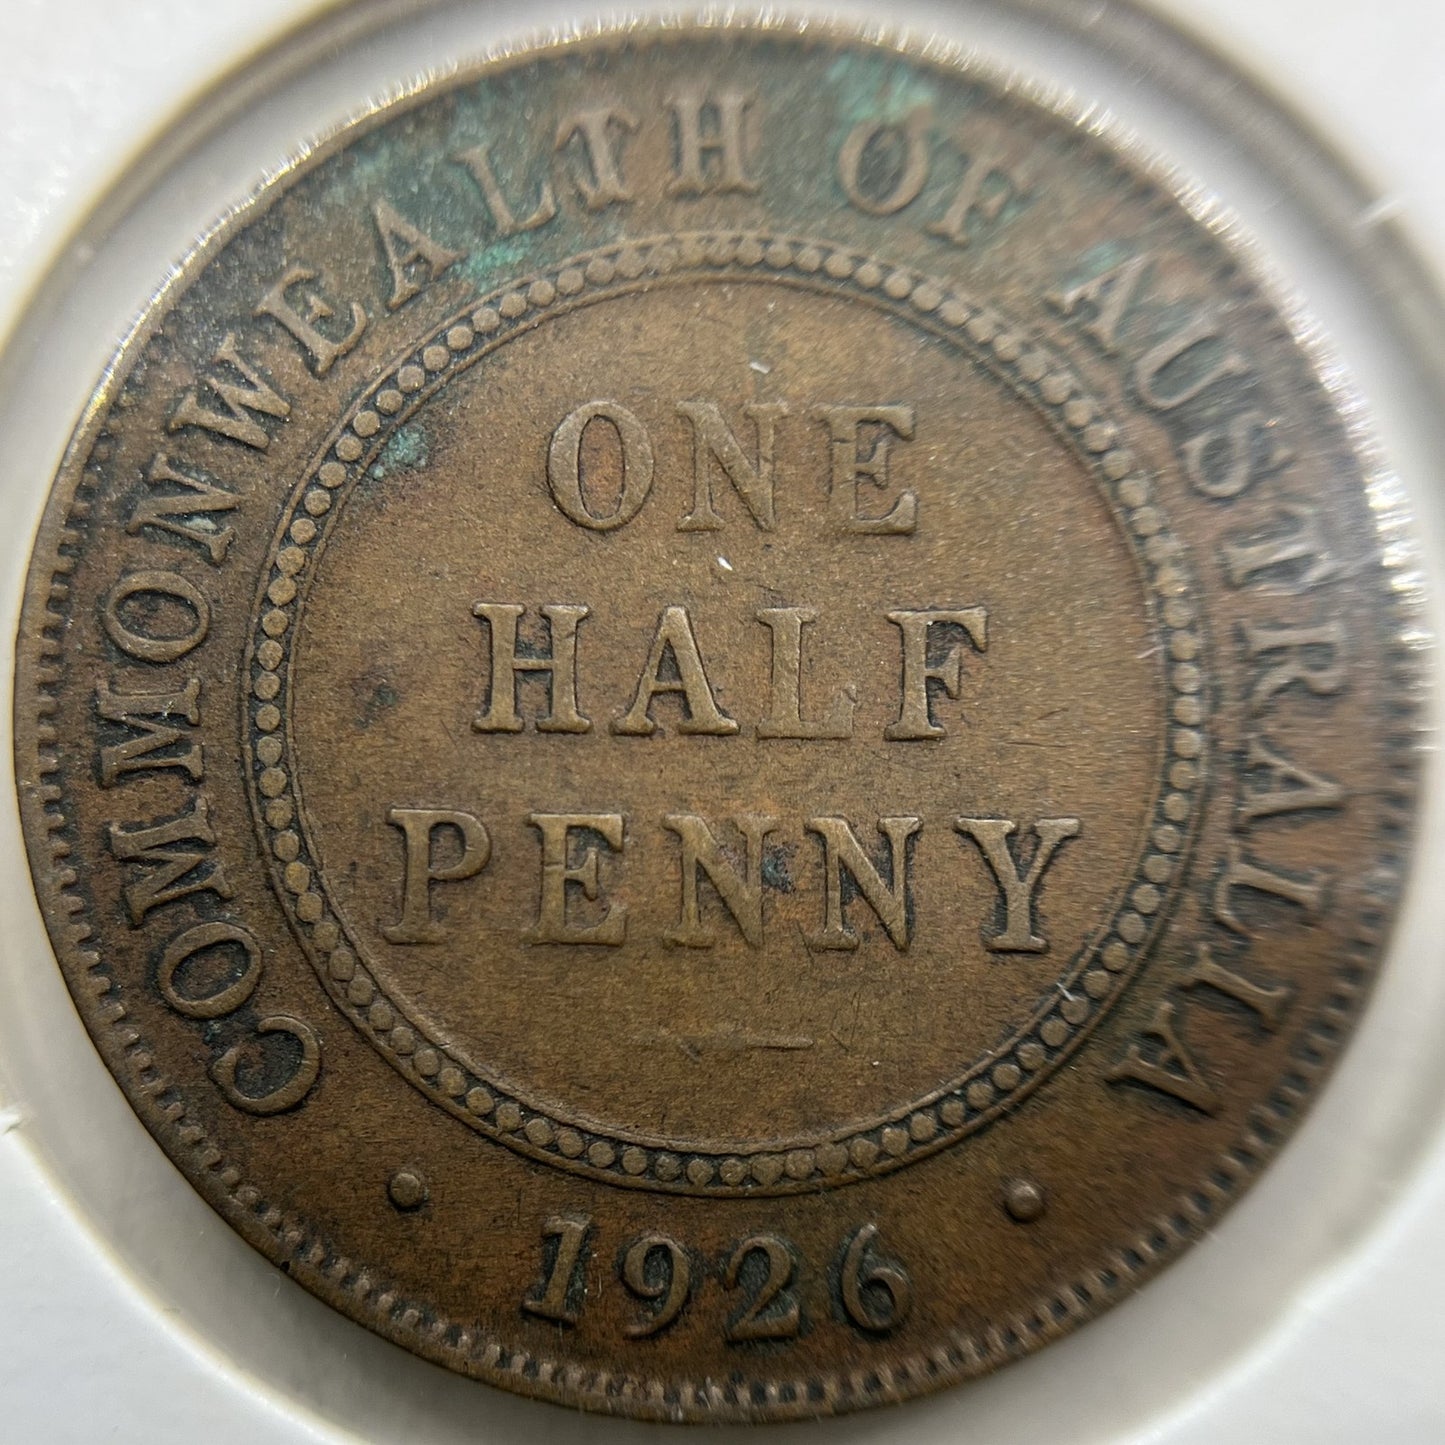 COMMONWEALTH OF AUSTRALIA
ONE
HALF
PENNY
1926